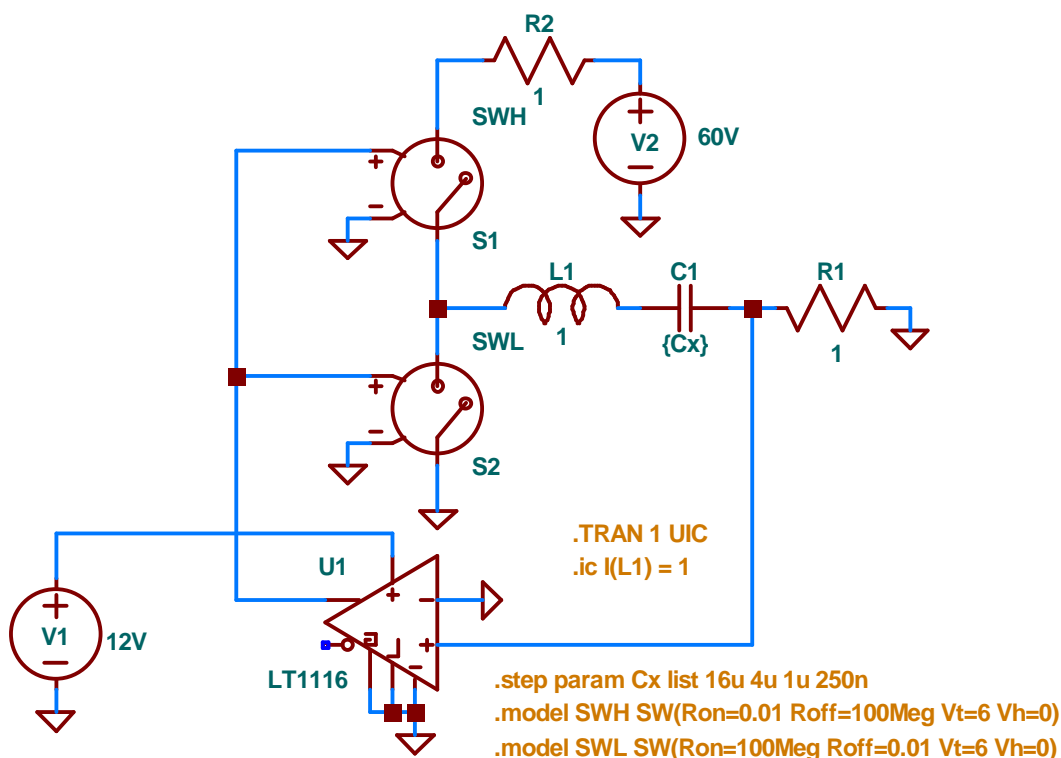 R2
1
SWH
V2
60V
S1
L1
1
C1
{Cx}
R1
1
SWL
S2
.TRAN 1 UIC
.ic I(L1) = 1
U1
V1
12V
LT1116
.step param Cx list 16u 4u 1u 250n
.model SWH SW(Ron=0.01 Roff=100Meg Vt=6 Vh=0)
.model SWL SW(Ron=100Meg Roff=0.01 Vt=6 Vh=0)